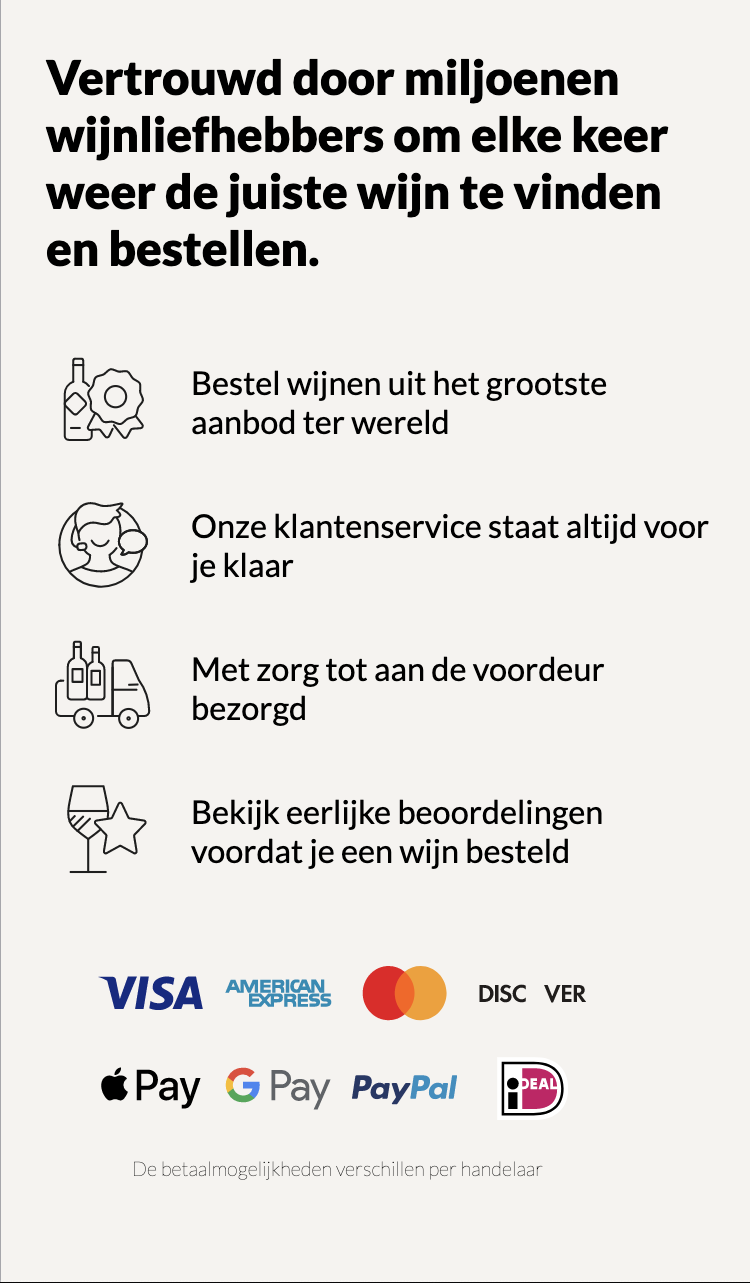 Vertrouwd door miljoenen
wijnliefhebbers om elke keer
weer de juiste wijn te vinden
en bestellen.
Bestel wijnen uit het grootste
aanbod ter wereld
Onze klantenservice staat altijd voor
je klaar
Met zorg tot aan de voordeur
bezorgd
Bekijk eerlijke beoordelingen
voordat je een wijn besteld
VISA AMERICAN EXPRESS DISC VER
Pay G Pay PayPal iDEAL
De betaalmogelijkheden verschillen per handelaar